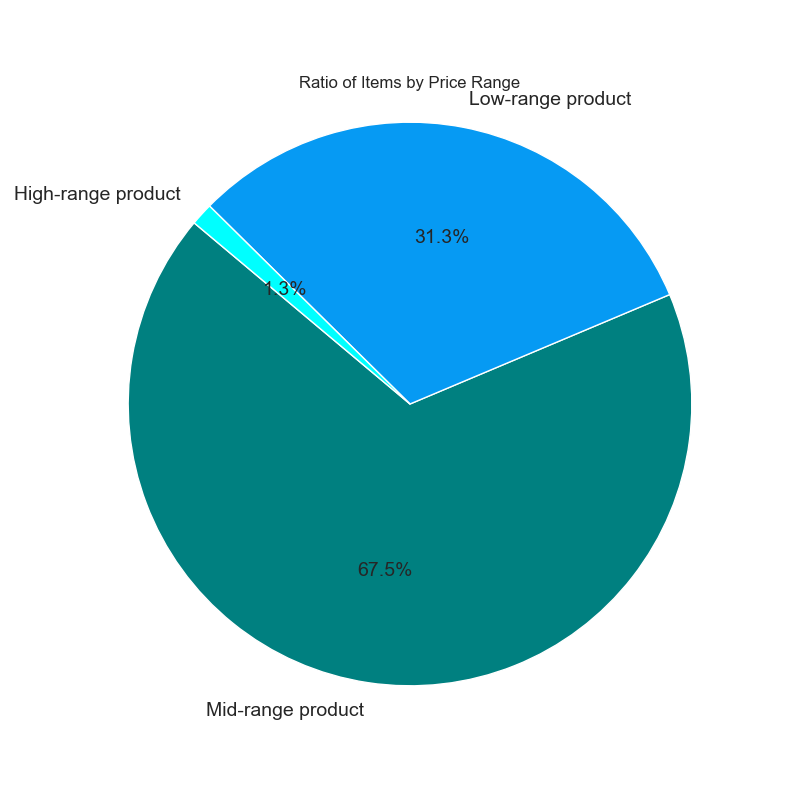 Ratio of Items by Price Range
Low-range product
High-range product
31.3%
1.3%
67.5%
Mid-range product